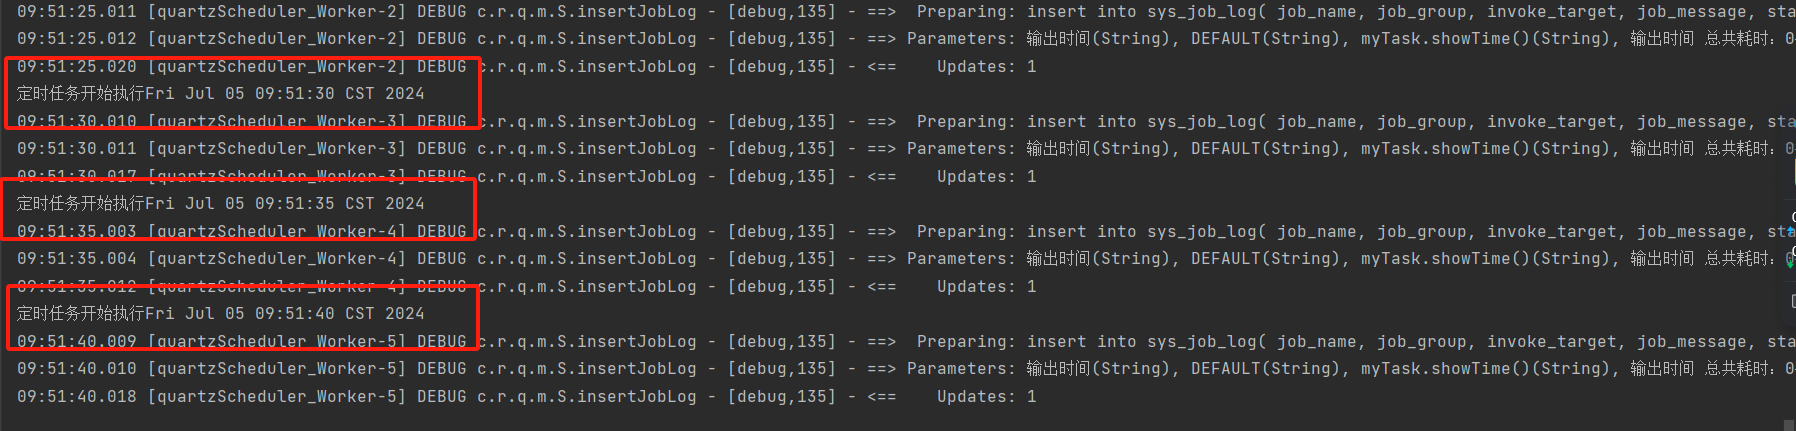 09:51:25.011 [quartzScheduler_Worker-2] DEBUG c.r.q.m.S.insertJobLog - [debug,135] - ==>  Preparing: insert into sys_job_log( job_name, job_group, invoke_target, job_message, sta
09:51:25.012 [quartzScheduler_Worker-2] DEBUG c.r.q.m.S.insertJobLog - [debug,135] - ==> Parameters: 输出时间(String), DEFAULT(String), myTask.showTime()(String), 输出时间 总共耗时：0
09:51:25.020 [quartzScheduler_Worker-2] DEBUG c.r.q.m.S.insertJobLog - [debug,135] - <==    Updates: 1
定时任务开始执行Fri Jul 05 09:51:30 CST 2024
09:51:30.010 [quartzScheduler_Worker-3] DEBUG c.r.q.m.S.insertJobLog - [debug,135] - ==>  Preparing: insert into sys_job_log( job_name, job_group, invoke_target, job_message, sta
09:51:30.011 [quartzScheduler_Worker-3] DEBUG c.r.q.m.S.insertJobLog - [debug,135] - ==> Parameters: 输出时间(String), DEFAULT(String), myTask.showTime()(String), 输出时间 总共耗时：0
09:51:30.017 [quartzScheduler_Worker-3] DEBUG c.r.q.m.S.insertJobLog - [debug,135] - <==    Updates: 1
定时任务开始执行Fri Jul 05 09:51:35 CST 2024
09:51:35.003 [quartzScheduler_Worker-4] DEBUG c.r.q.m.S.insertJobLog - [debug,135] - ==>  Preparing: insert into sys_job_log( job_name, job_group, invoke_target, job_message, sta
09:51:35.004 [quartzScheduler_Worker-4] DEBUG c.r.q.m.S.insertJobLog - [debug,135] - ==> Parameters: 输出时间(String), DEFAULT(String), myTask.showTime()(String), 输出时间 总共耗时：0
09:51:35.012 [quartzScheduler_Worker-4] DEBUG c.r.q.m.S.insertJobLog - [debug,135] - <==    Updates: 1
定时任务开始执行Fri Jul 05 09:51:40 CST 2024
09:51:40.009 [quartzScheduler_Worker-5] DEBUG c.r.q.m.S.insertJobLog - [debug,135] - ==>  Preparing: insert into sys_job_log( job_name, job_group, invoke_target, job_message, sta
09:51:40.010 [quartzScheduler_Worker-5] DEBUG c.r.q.m.S.insertJobLog - [debug,135] - ==> Parameters: 输出时间(String), DEFAULT(String), myTask.showTime()(String), 输出时间 总共耗时：0
09:51:40.018 [quartzScheduler_Worker-5] DEBUG c.r.q.m.S.insertJobLog - [debug,135] - <==    Updates: 1